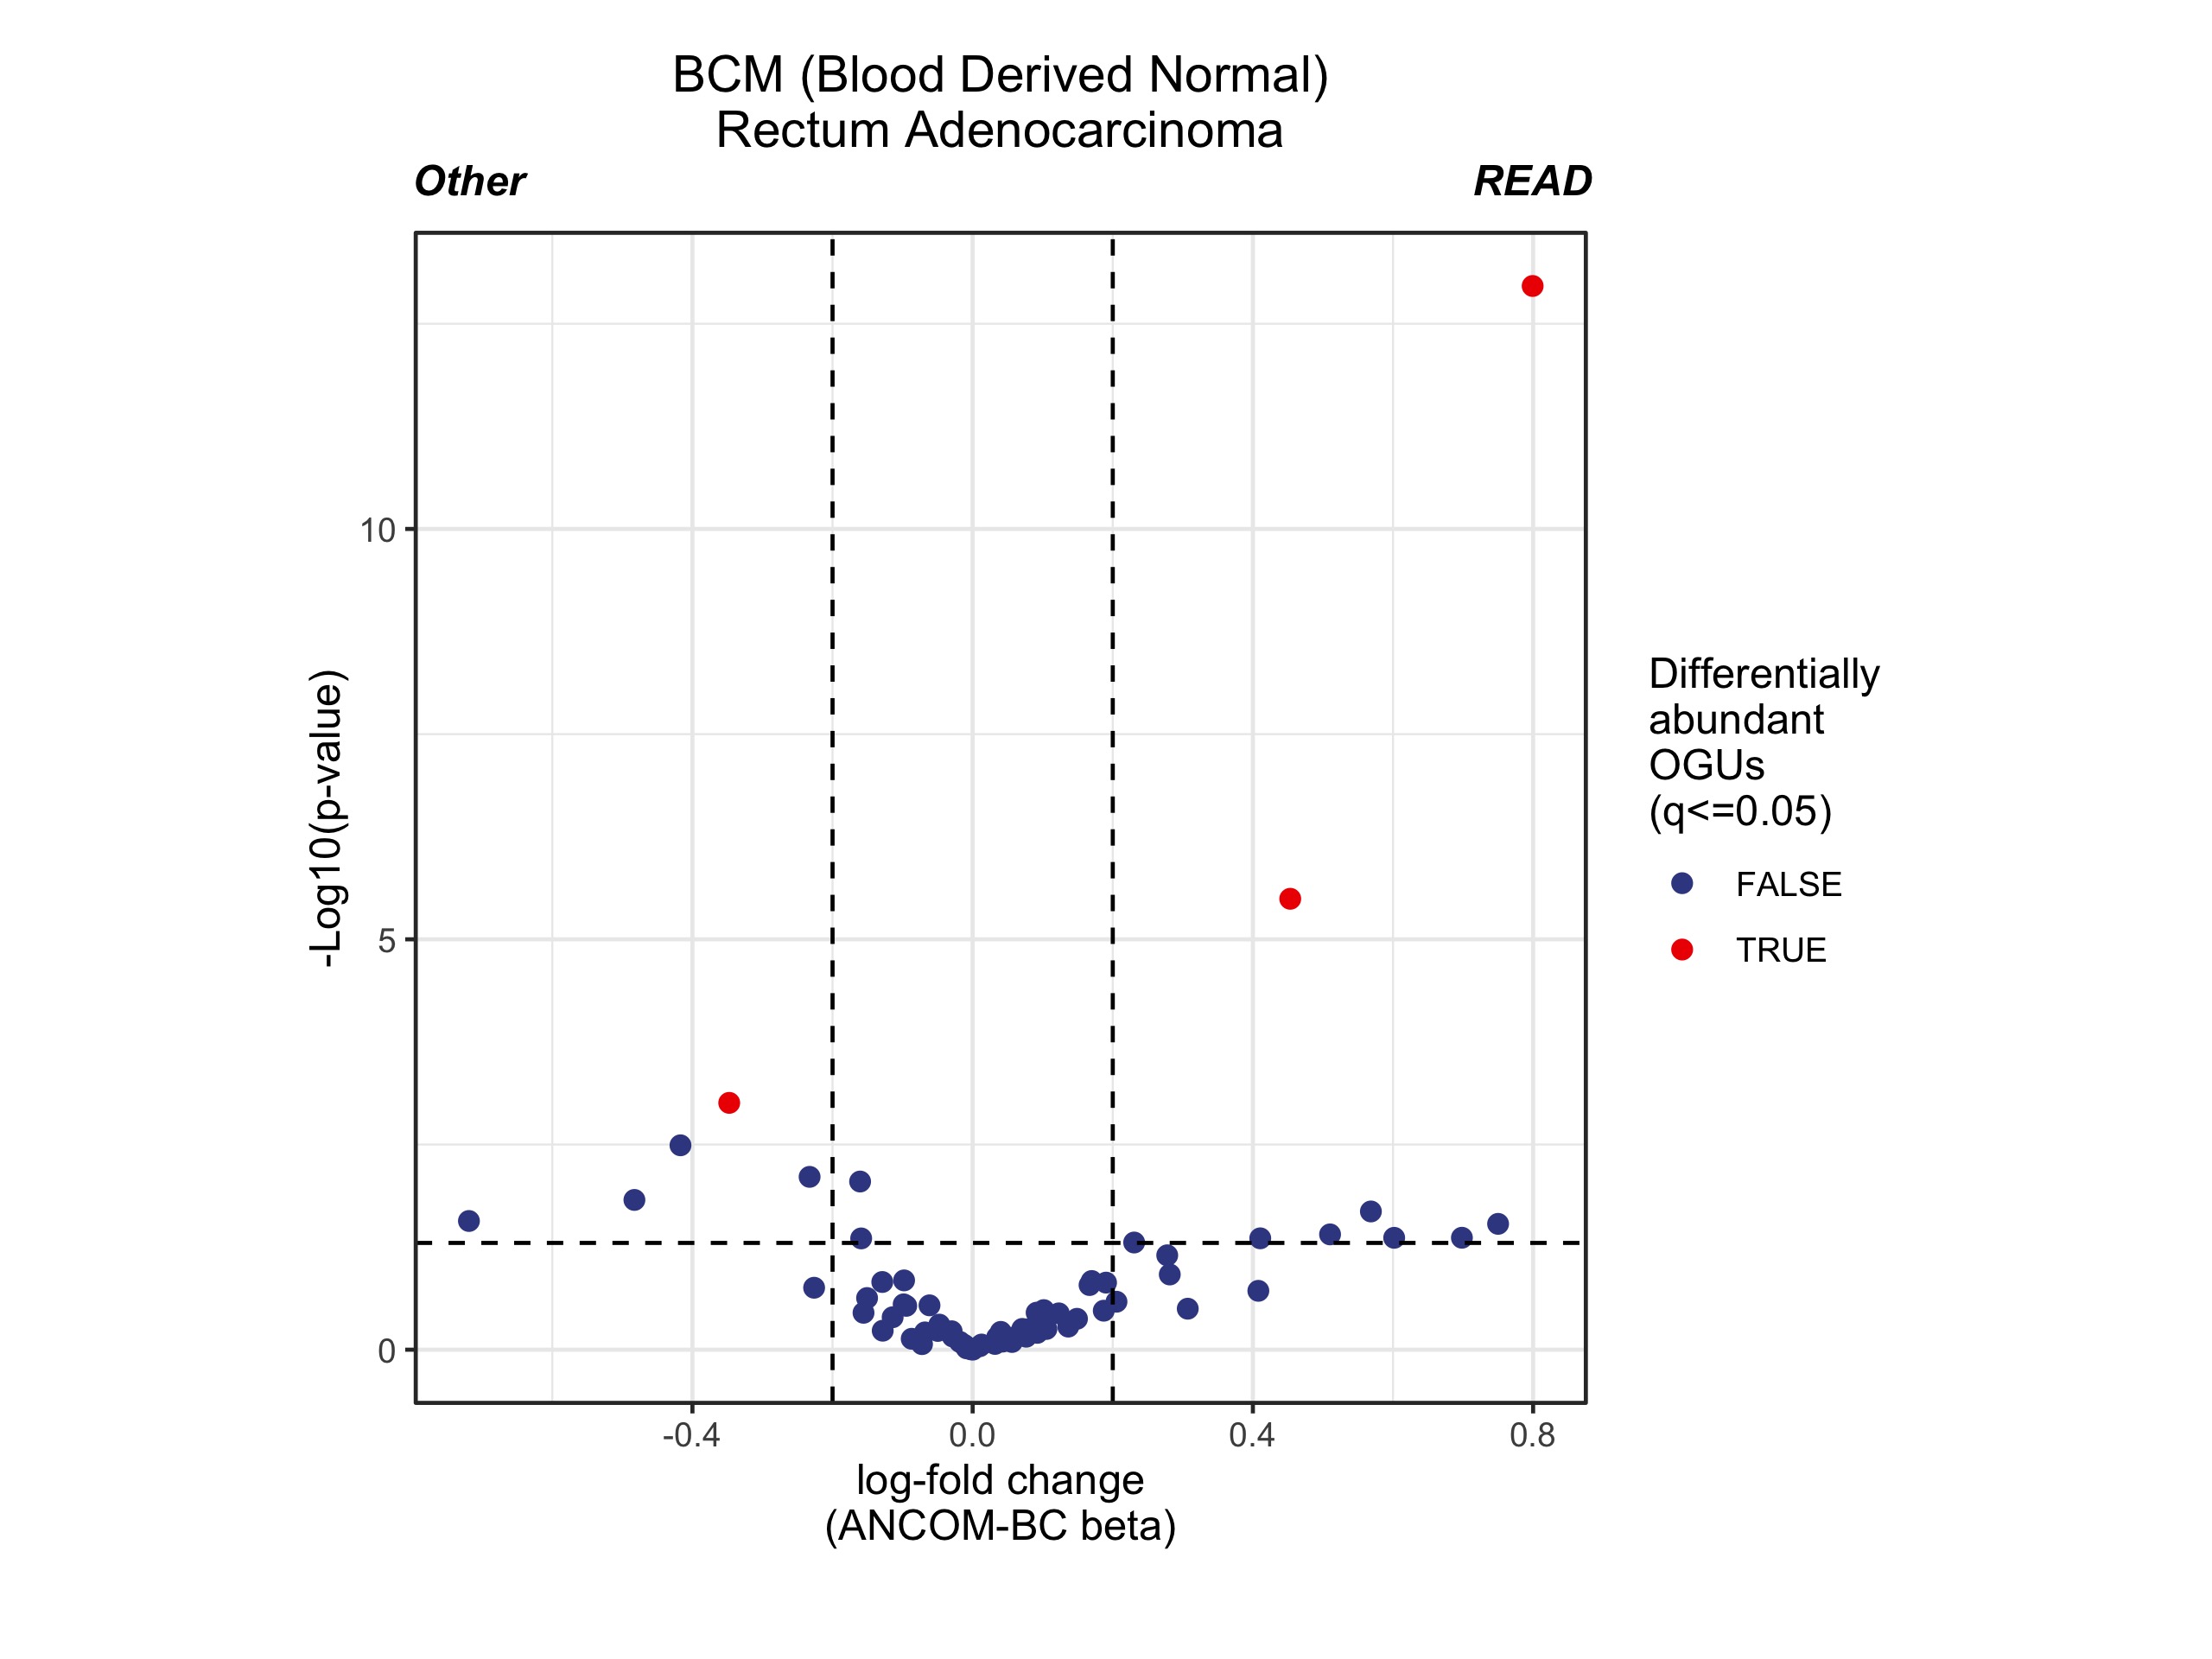 BCM (Blood Derived Normal)
Rectum Adenocarcinoma
Other
READ
10
5
0
-Log10(p-value)
-0.4
0.0
0.4
0.8
log-fold change
(ANCOM-BC beta)
Differentially
abundant
OGUs
(q<=0.05)
FALSE
TRUE